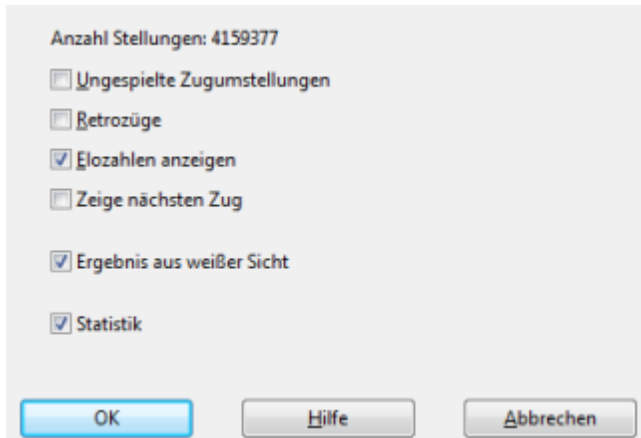 Anzahl Stellungen: 4159377
Ungespielte Zugumstellungen
Retrozüge
Elozahlen anzeigen
Zeige nächsten Zug
Ergebnis aus weißer Sicht
Statistik
OK Hilfe Abbrechen